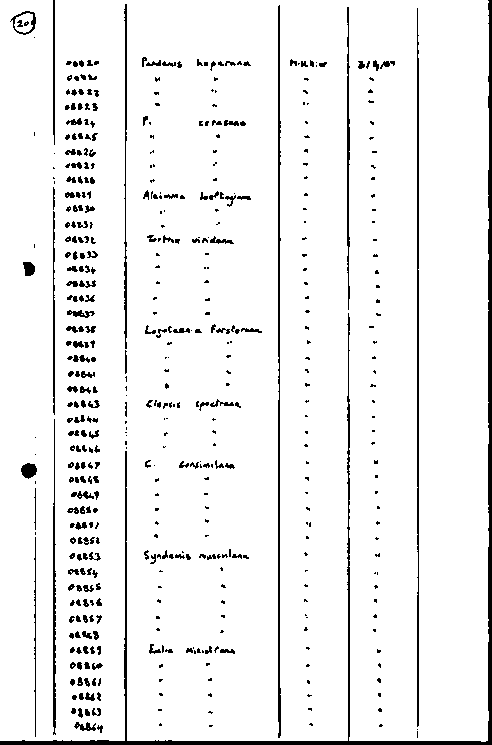 201
08820 Pandemis heparana M. Hkior 3/8/87
08821 " " " "
08822 " " " "
08823 " " " "
08824 P. cerasana " "
08825 " " " "
08826 " " " "
08827 " " " "
08828 " " " "
08829 Aleimma loeflingiana " "
08830 " " " "
08831 " " " "
08832 Tortrix viridana " "
08833 " " " "
08834 " " " "
08835 " " " "
08836 " " " "
08837 " " " "
08838 Lozotaenia forsterana " "
08839 " " " "
08840 " " " "
08841 " " " "
08842 " " " "
08843 Clepsis spectrana " "
08844 " " " "
08845 " " " "
08846 " " " "
08847 C. consimilana " "
08848 " " " "
08849 " " " "
08850 " " " "
08851 " " " "
08852 " " " "
08853 Syndemis musculana " "
08854 " " " "
08855 " " " "
08856 " " " "
08857 " " " "
08858 " " " "
08859 Eulia ministrana " "
08860 " " " "
08861 " " " "
08862 " " " "
08863 " " " "
08864 " " " "